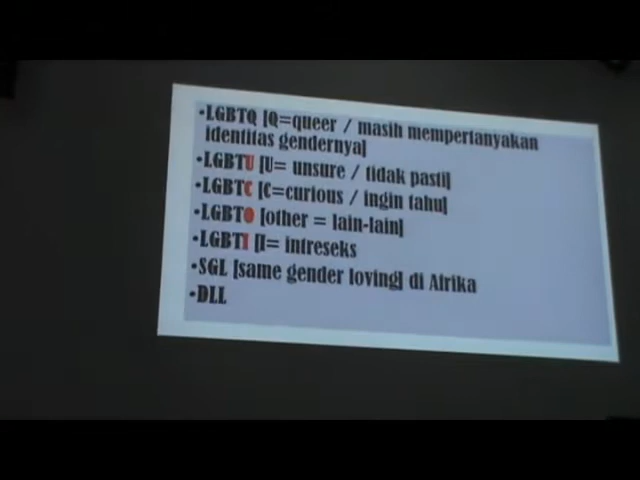 •LGBTQ [Q=queer / masih mempertanyakan
identitas gendernya]
•LGBTU [U= unsure / tidak pasti]
•LGBTC [C=curious / ingin tahu]
•LGBTO [other = lain-lain]
•LGBTI [I= intreseks
•SGL [same gender loving] di Afrika
•DLL